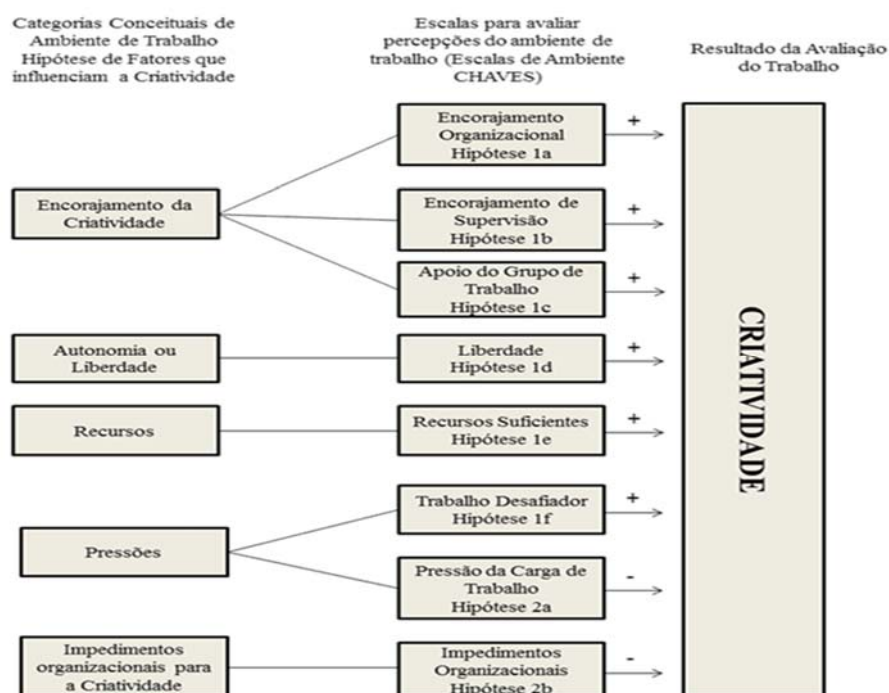 Categorias Conceituais de
Ambiente de Trabalho
Hipótese de Fatores que
influenciam a Criatividade
Escalas para avaliar
percepções do ambiente de
trabalho (Escalas de Ambiente
CHAVES)
Resultado da Avaliação
do Trabalho
Encorajamento da
Criatividade
Encorajamento
Organizacional
Hipótese 1a
+
Encorajamento de
Supervisão
Hipótese 1b
+
Apoio do Grupo de
Trabalho
Hipótese 1c
+
Autonomia ou
Liberdade
Liberdade
Hipótese 1d
+
Recursos
Recursos Suficientes
Hipótese 1e
+
Pressões
Trabalho Desafiador
Hipótese 1f
+
Pressão da Carga de
Trabalho
Hipótese 2a
-
Impedimentos
organizacionais para
a Criatividade
Impedimentos
Organizacionais
Hipótese 2b
-
CRIATIVIDADE